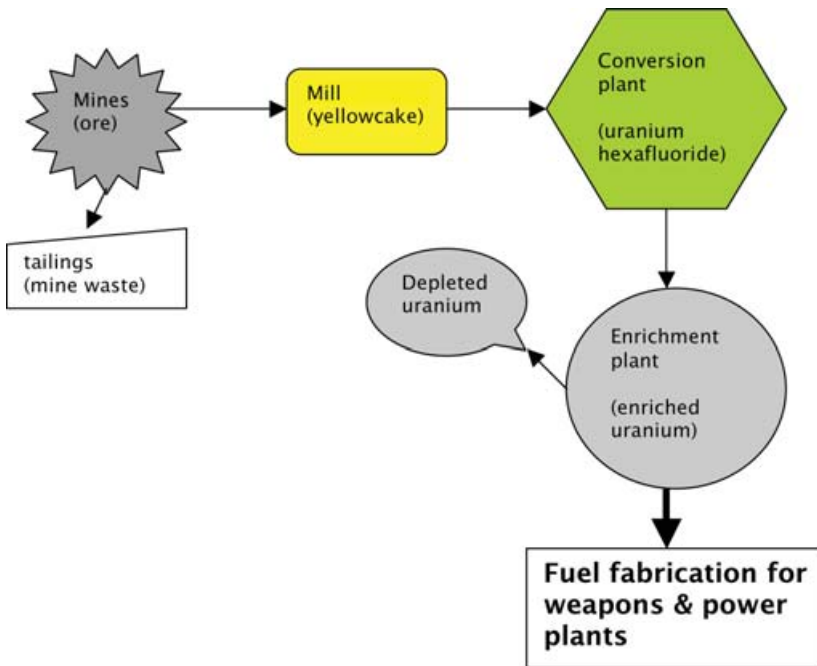 Mines
(ore)
Mill
(yellowcake)
Conversion
plant
(uranium
hexafluoride)
tailings
(mine waste)
Depleted
uranium
Enrichment
plant
(enriched
uranium)
Fuel fabrication for
weapons & power
plants